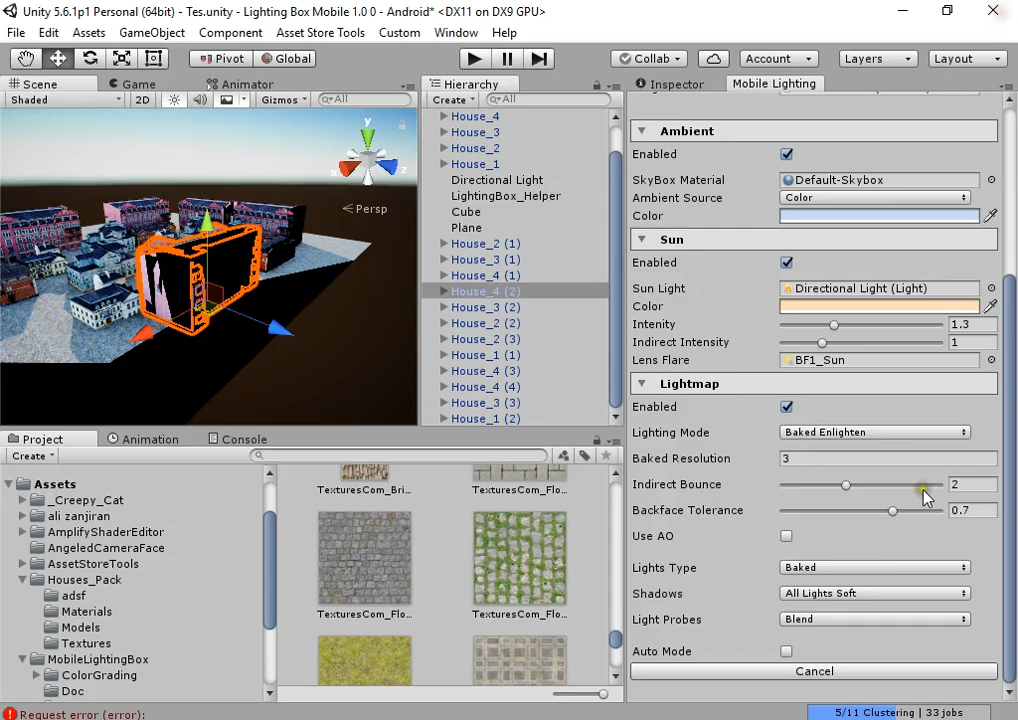 Unity 5.6.1p1 Personal (64bit) - Tes.unity - Lighting Box Mobile 1.0 0 - Android* <DX11 on DX9 GPU>
File Edit Assets GameObject Component Asset Store Tools Custom Window Help
Pivot Global Collab Account Layers Layout
Scene Game Animator
Shaded 2D Gizmos All
y
x
Persp
Hierarchy
Create All
House_4
House_3
House_2
House_1
Directional Light
LightingBox_Helper
Cube
Plane
House_2 (1)
House_3 (1)
House_4 (1)
House_4 (2)
House_3 (2)
House_2 (2)
House_2 (3)
House_1 (1)
House_4 (3)
House_4 (4)
House_3 (3)
House_1 (2)
Inspector Mobile Lighting
Ambient
Enabled
SkyBox Material Default-Skybox
Ambient Source Color
Color
Sun
Enabled
Sun Light Directional Light (Light)
Color
Intenity 1.3
Indirect Intensity 1
Lens Flare BF1_Sun
Lightmap
Enabled
Lighting Mode Baked Enlighten
Baked Resolution 3
Indirect Bounce 2
Backface Tolerance 0.7
Use AO
Lights Type Baked
Shadows All Lights Soft
Light Probes Blend
Auto Mode
Cancel
Project Animation Console
Create
Assets
_Creepy_Cat
ali zanjiran
AmplifyShaderEditor
AngeledCameraFace
AssetStoreTools
Houses_Pack
adsf
Materials
Models
Textures
MobileLightingBox
ColorGrading
Doc
TexturesCom_Bri... TexturesCom_Flo...
TexturesCom_Flo... TexturesCom_Flo...
Request error (error):
5/11 Clustering | 33 jobs